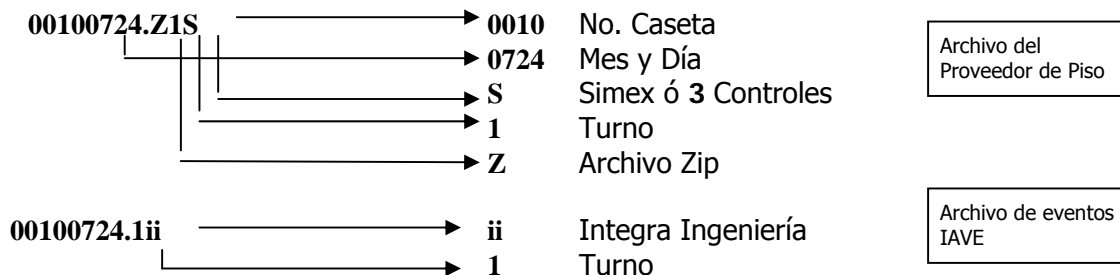 00100724.Z1S 0010 No. Caseta
0724 Mes y Día
S Simex ó 3 Controles
1 Turno
Z Archivo Zip
Archivo del
Proveedor de Piso
00100724.1ii ii Integra Ingeniería
1 Turno
Archivo de eventos
IAVE